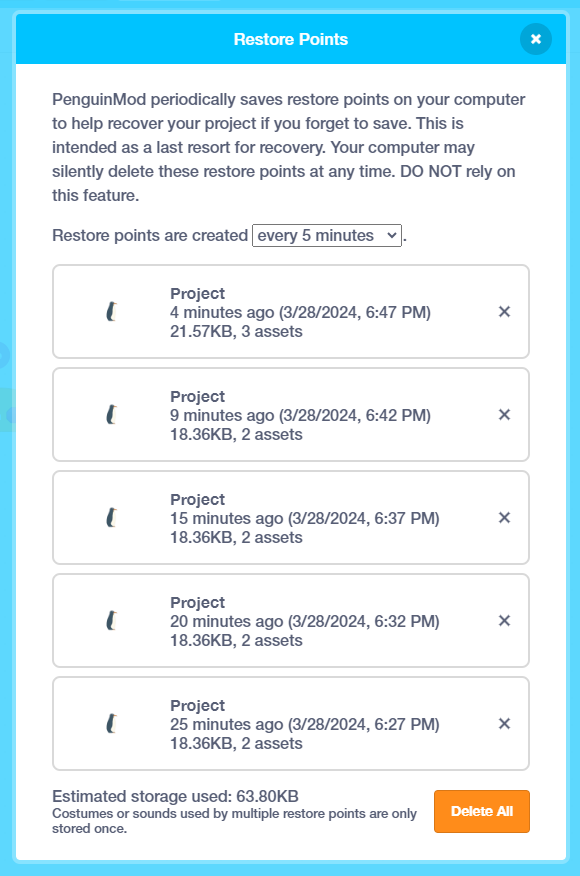 Restore Points
PenguinMod periodically saves restore points on your computer
to help recover your project if you forget to save. This is
intended as a last resort for recovery. Your computer may
silently delete these restore points at any time. DO NOT rely on
this feature.
Restore points are created every 5 minutes.
Project
4 minutes ago (3/28/2024, 6:47 PM)
21.57KB, 3 assets
Project
9 minutes ago (3/28/2024, 6:42 PM)
18.36KB, 2 assets
Project
15 minutes ago (3/28/2024, 6:37 PM)
18.36KB, 2 assets
Project
20 minutes ago (3/28/2024, 6:32 PM)
18.36KB, 2 assets
Project
25 minutes ago (3/28/2024, 6:27 PM)
18.36KB, 2 assets
Estimated storage used: 63.80KB
Costumes or sounds used by multiple restore points are only
stored once.
Delete All